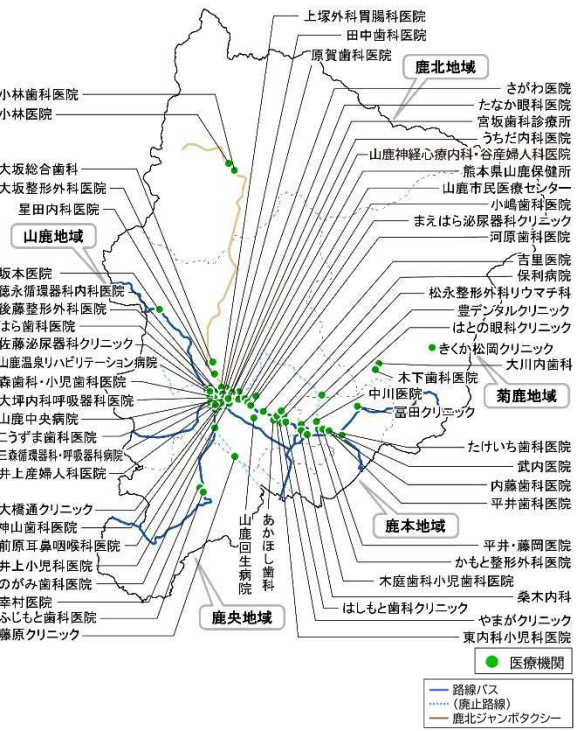 上塚外科胃腸科医院
田中歯科医院
原賀歯科医院
鹿北地域
小林歯科医院
小林医院
さがわ医院
たなか眼科医院
宮坂歯科診療所
うちだ内科医院
山鹿神経心療内科・谷産婦人科医院
熊本県山鹿保健所
山鹿市民医療センター
小嶋歯科医院
まえはら泌尿器科クリニック
河原歯科医院
大坂総合歯科
大坂整形外科医院
星田内科医院
山鹿地域
吉里医院
保利病院
松永整形外科リウマチ科
豊デンタルクリニック
はとの眼科クリニック
きくか松岡クリニック
大川内歯科
木下歯科医院
菊鹿地域
中川医院
冨田クリニック
坂本医院
徳永循環器科内科医院
後藤整形外科医院
はら歯科医院
佐藤泌尿器科クリニック
山鹿温泉リハビリテーション病院
森歯科・小児歯科医院
大坪内科呼吸器科医院
山鹿中央病院
こうずま歯科医院
三森循環器科・呼吸器科病院
井上産婦人科医院
たけいち歯科医院
武内医院
内藤歯科医院
平井歯科医院
大橋通クリニック
神山歯科医院
前原耳鼻咽喉科医院
井上小児科医院
のがみ歯科医院
幸村医院
ふじもと歯科医院
藤原クリニック
山鹿回生病院
あかほし歯科
鹿本地域
鹿央地域
平井・藤岡医院
かもと整形外科医院
木庭歯科小児歯科医院
桑木内科
はしもと歯科クリニック
やまがクリニック
東内科小児科医院
医療機関
路線バス
(廃止路線)
鹿北ジャンボタクシー